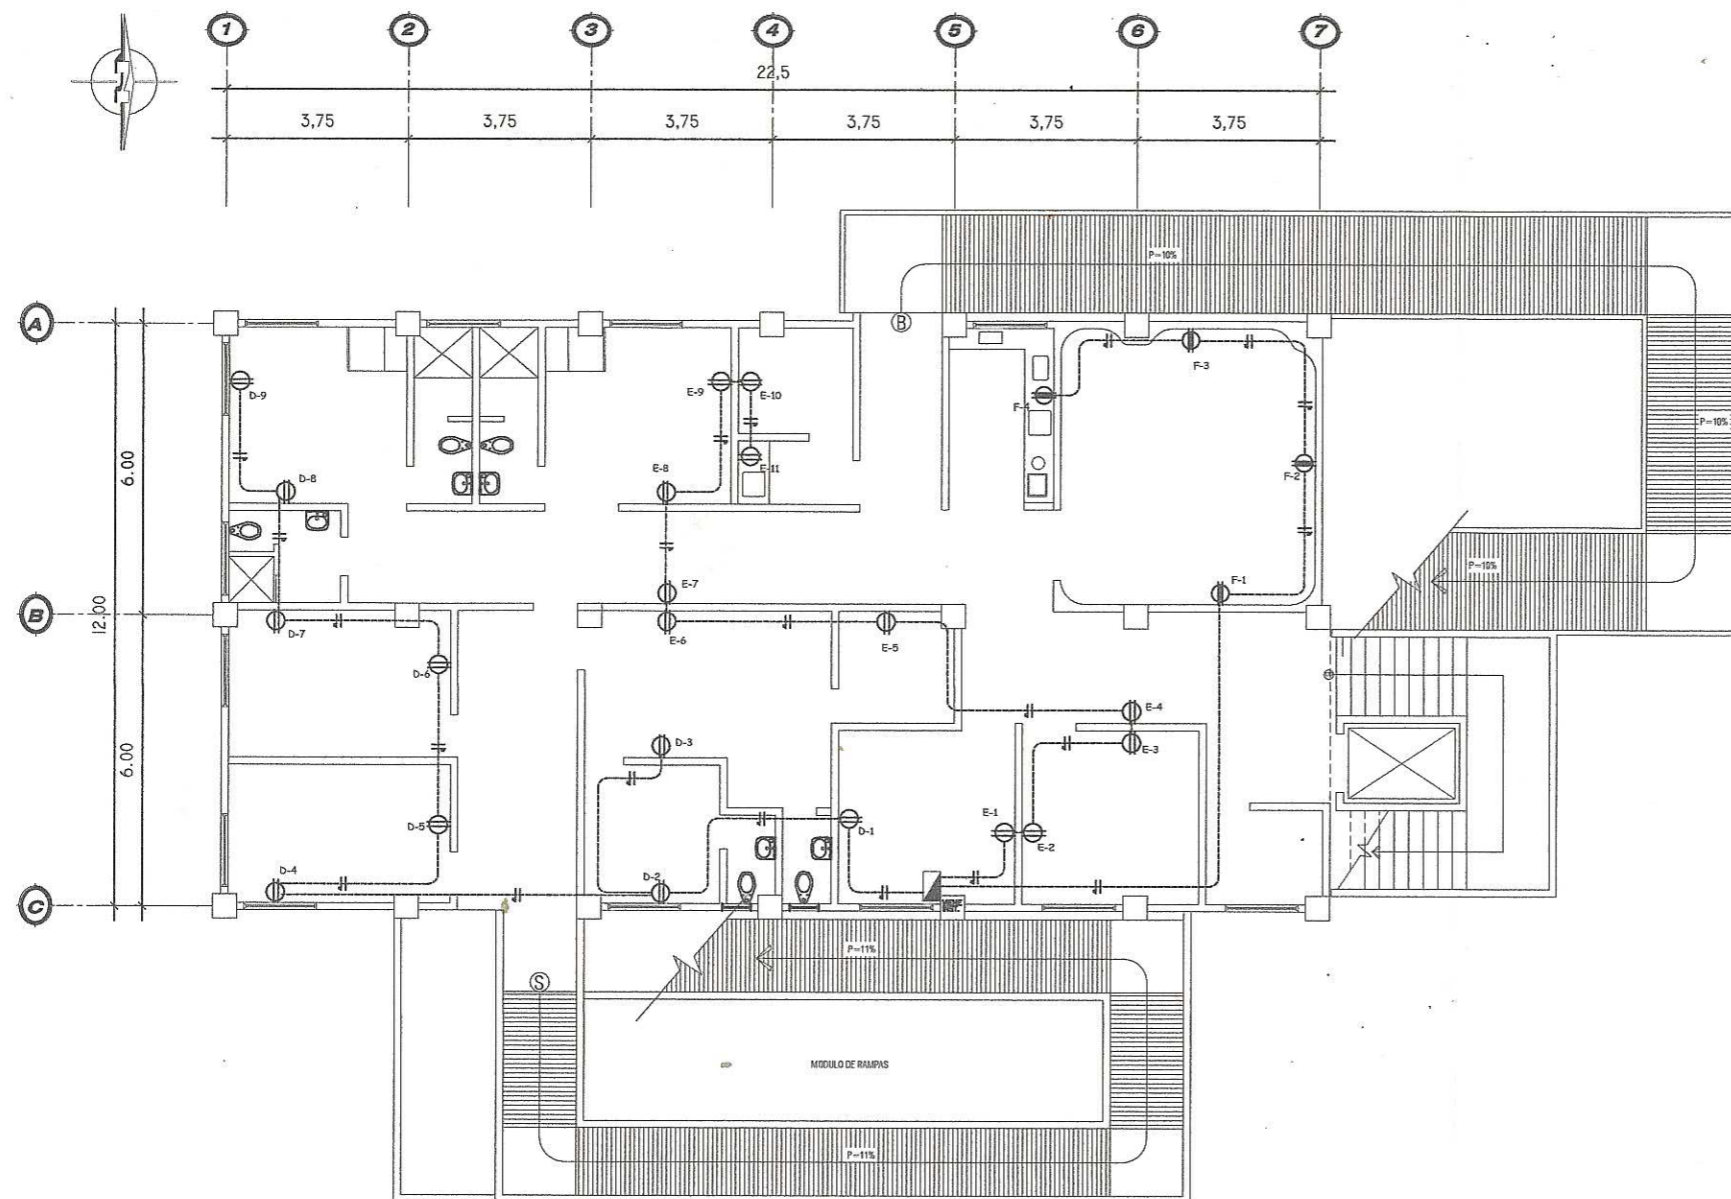 1 2 3 4 5 6 7
22,5
3,75 3,75 3,75 3,75 3,75 3,75
P=10%
A
B
D-9
E-9 E-10
F-3
F-4
P=10%
6.00
E-8
E-11
D-8
F-2
P=10%
E-7
F-1
B
12.00
D-7
E-6
E-5
D-6
E-4
D-3
E-3
6.00
D-5
D-1
E-1
E-2
D-4
D-2
C
P=11%
S
MODULO DE RAMPAS
P=11%